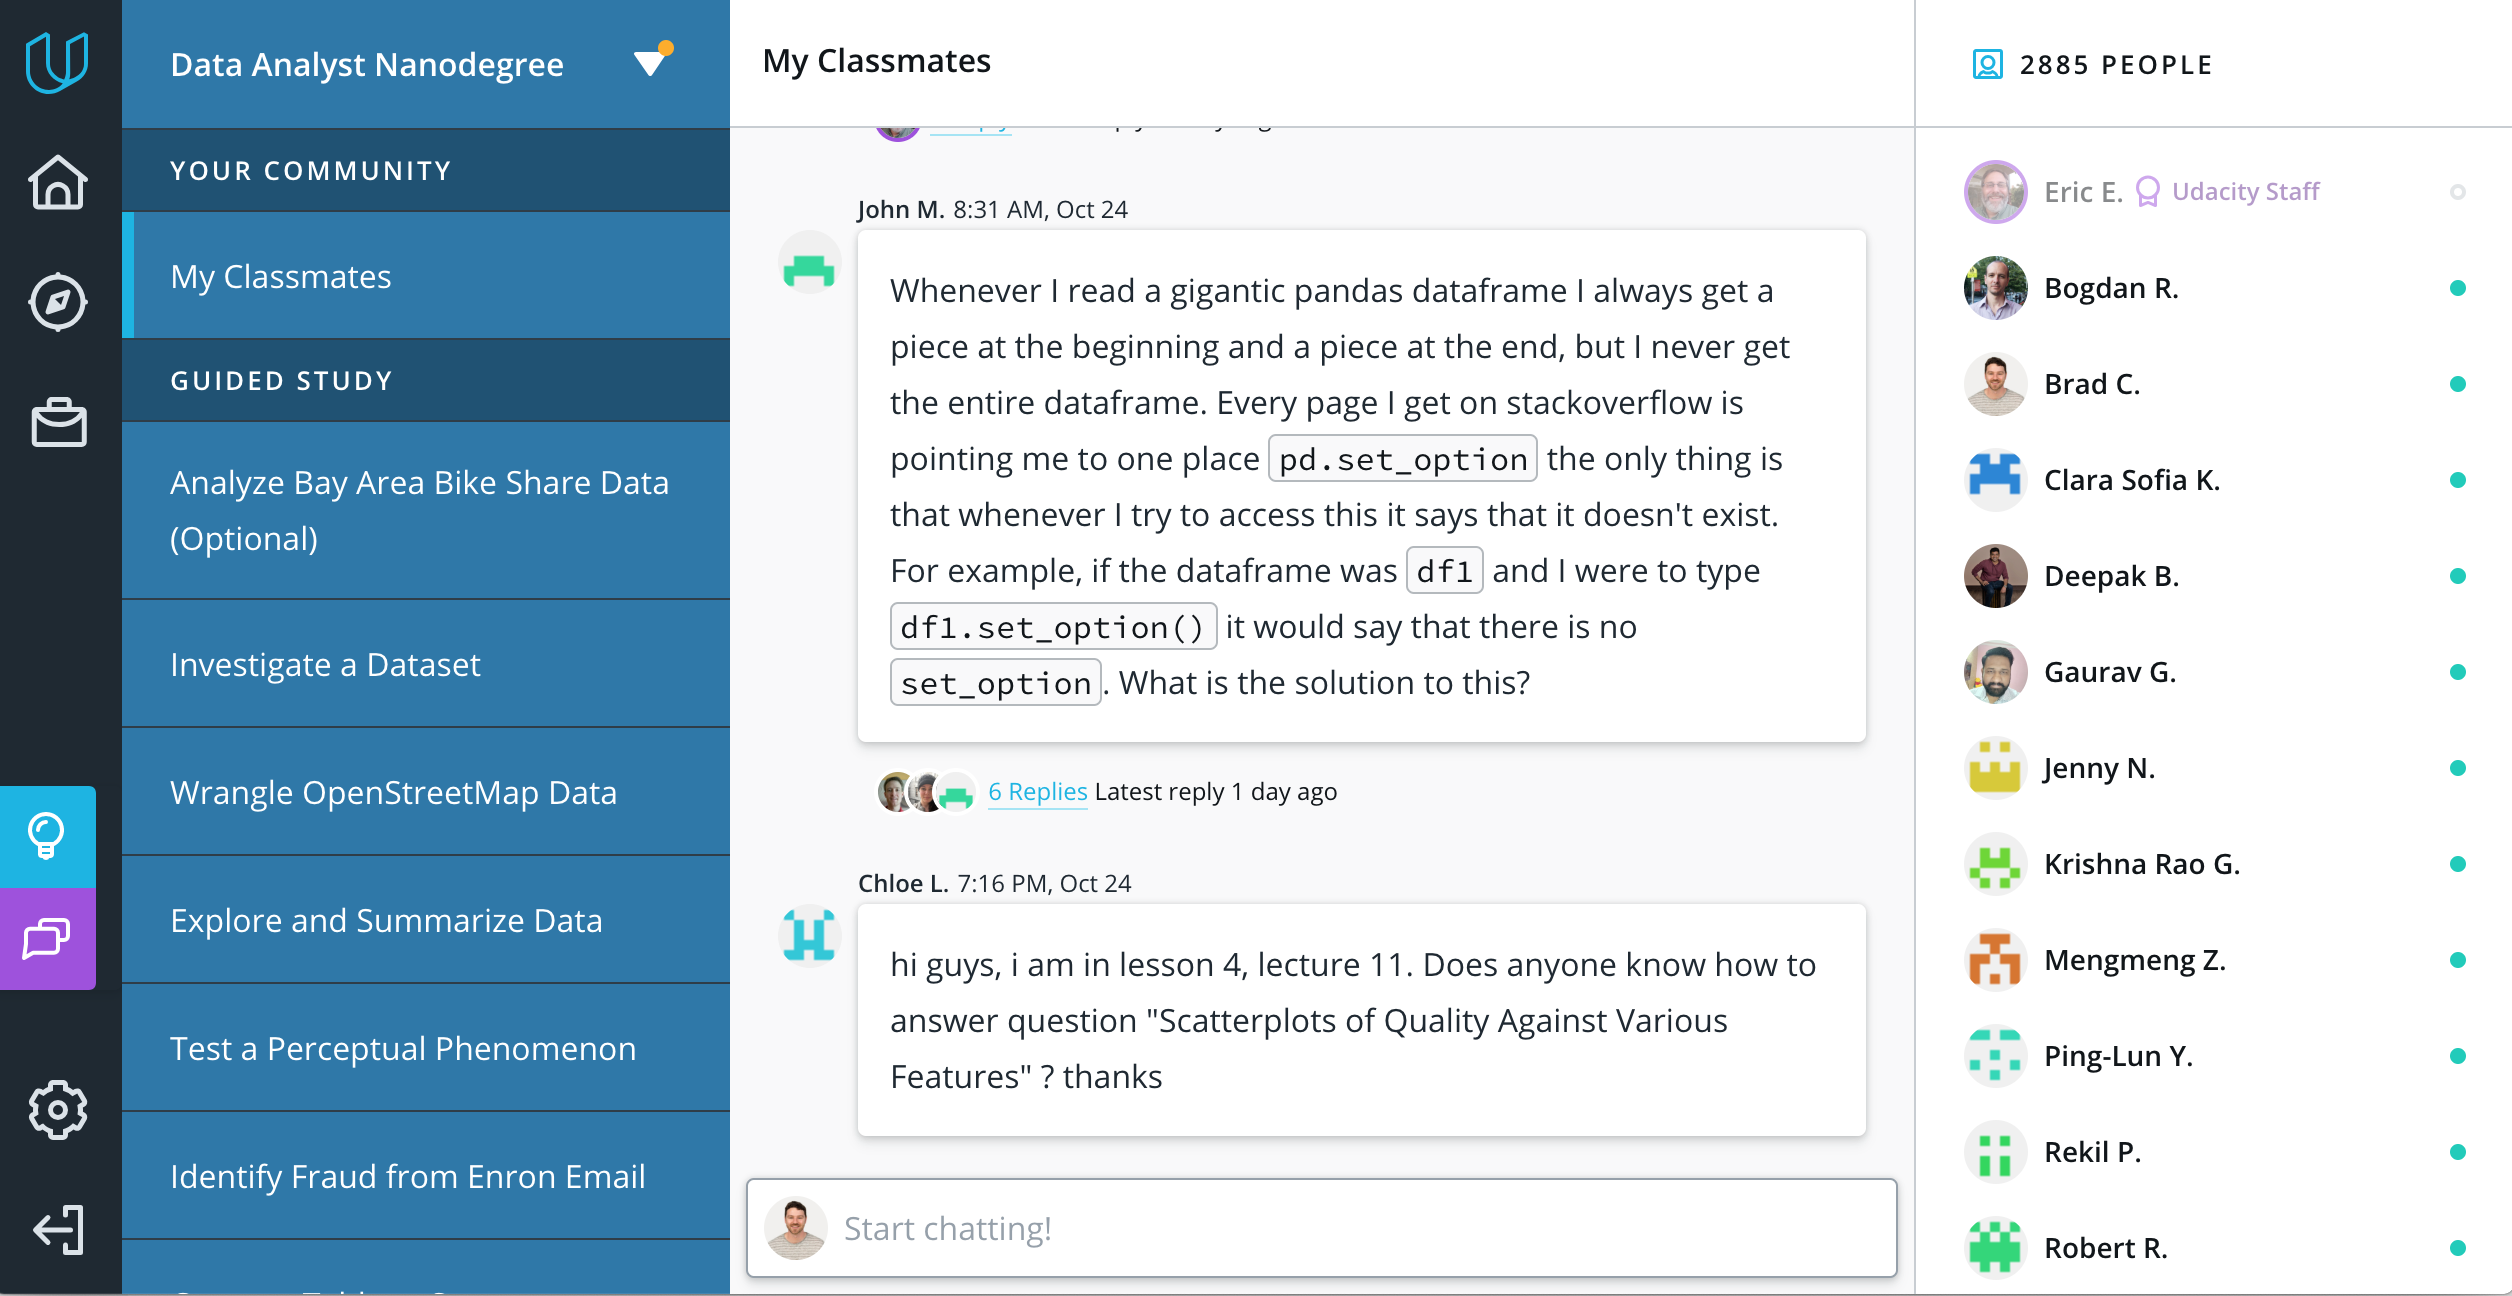 Data Analyst Nanodegree
YOUR COMMUNITY
My Classmates
GUIDED STUDY
Analyze Bay Area Bike Share Data
(Optional)
Investigate a Dataset
Wrangle OpenStreetMap Data
Explore and Summarize Data
Test a Perceptual Phenomenon
Identify Fraud from Enron Email
My Classmates
John M. 8:31 AM, Oct 24
Whenever I read a gigantic pandas dataframe I always get a
piece at the beginning and a piece at the end, but I never get
the entire dataframe. Every page I get on stackoverflow is
pointing me to one place pd.set_option the only thing is
that whenever I try to access this it says that it doesn't exist.
For example, if the dataframe was df1 and I were to type
df1.set_option() it would say that there is no
set_option. What is the solution to this?
6 Replies Latest reply 1 day ago
Chloe L. 7:16 PM, Oct 24
hi guys, i am in lesson 4, lecture 11. Does anyone know how to
answer question "Scatterplots of Quality Against Various
Features" ? thanks
Start chatting!
2885 PEOPLE
Eric E. Udacity Staff
Bogdan R.
Brad C.
Clara Sofia K.
Deepak B.
Gaurav G.
Jenny N.
Krishna Rao G.
Mengmeng Z.
Ping-Lun Y.
Rekil P.
Robert R.